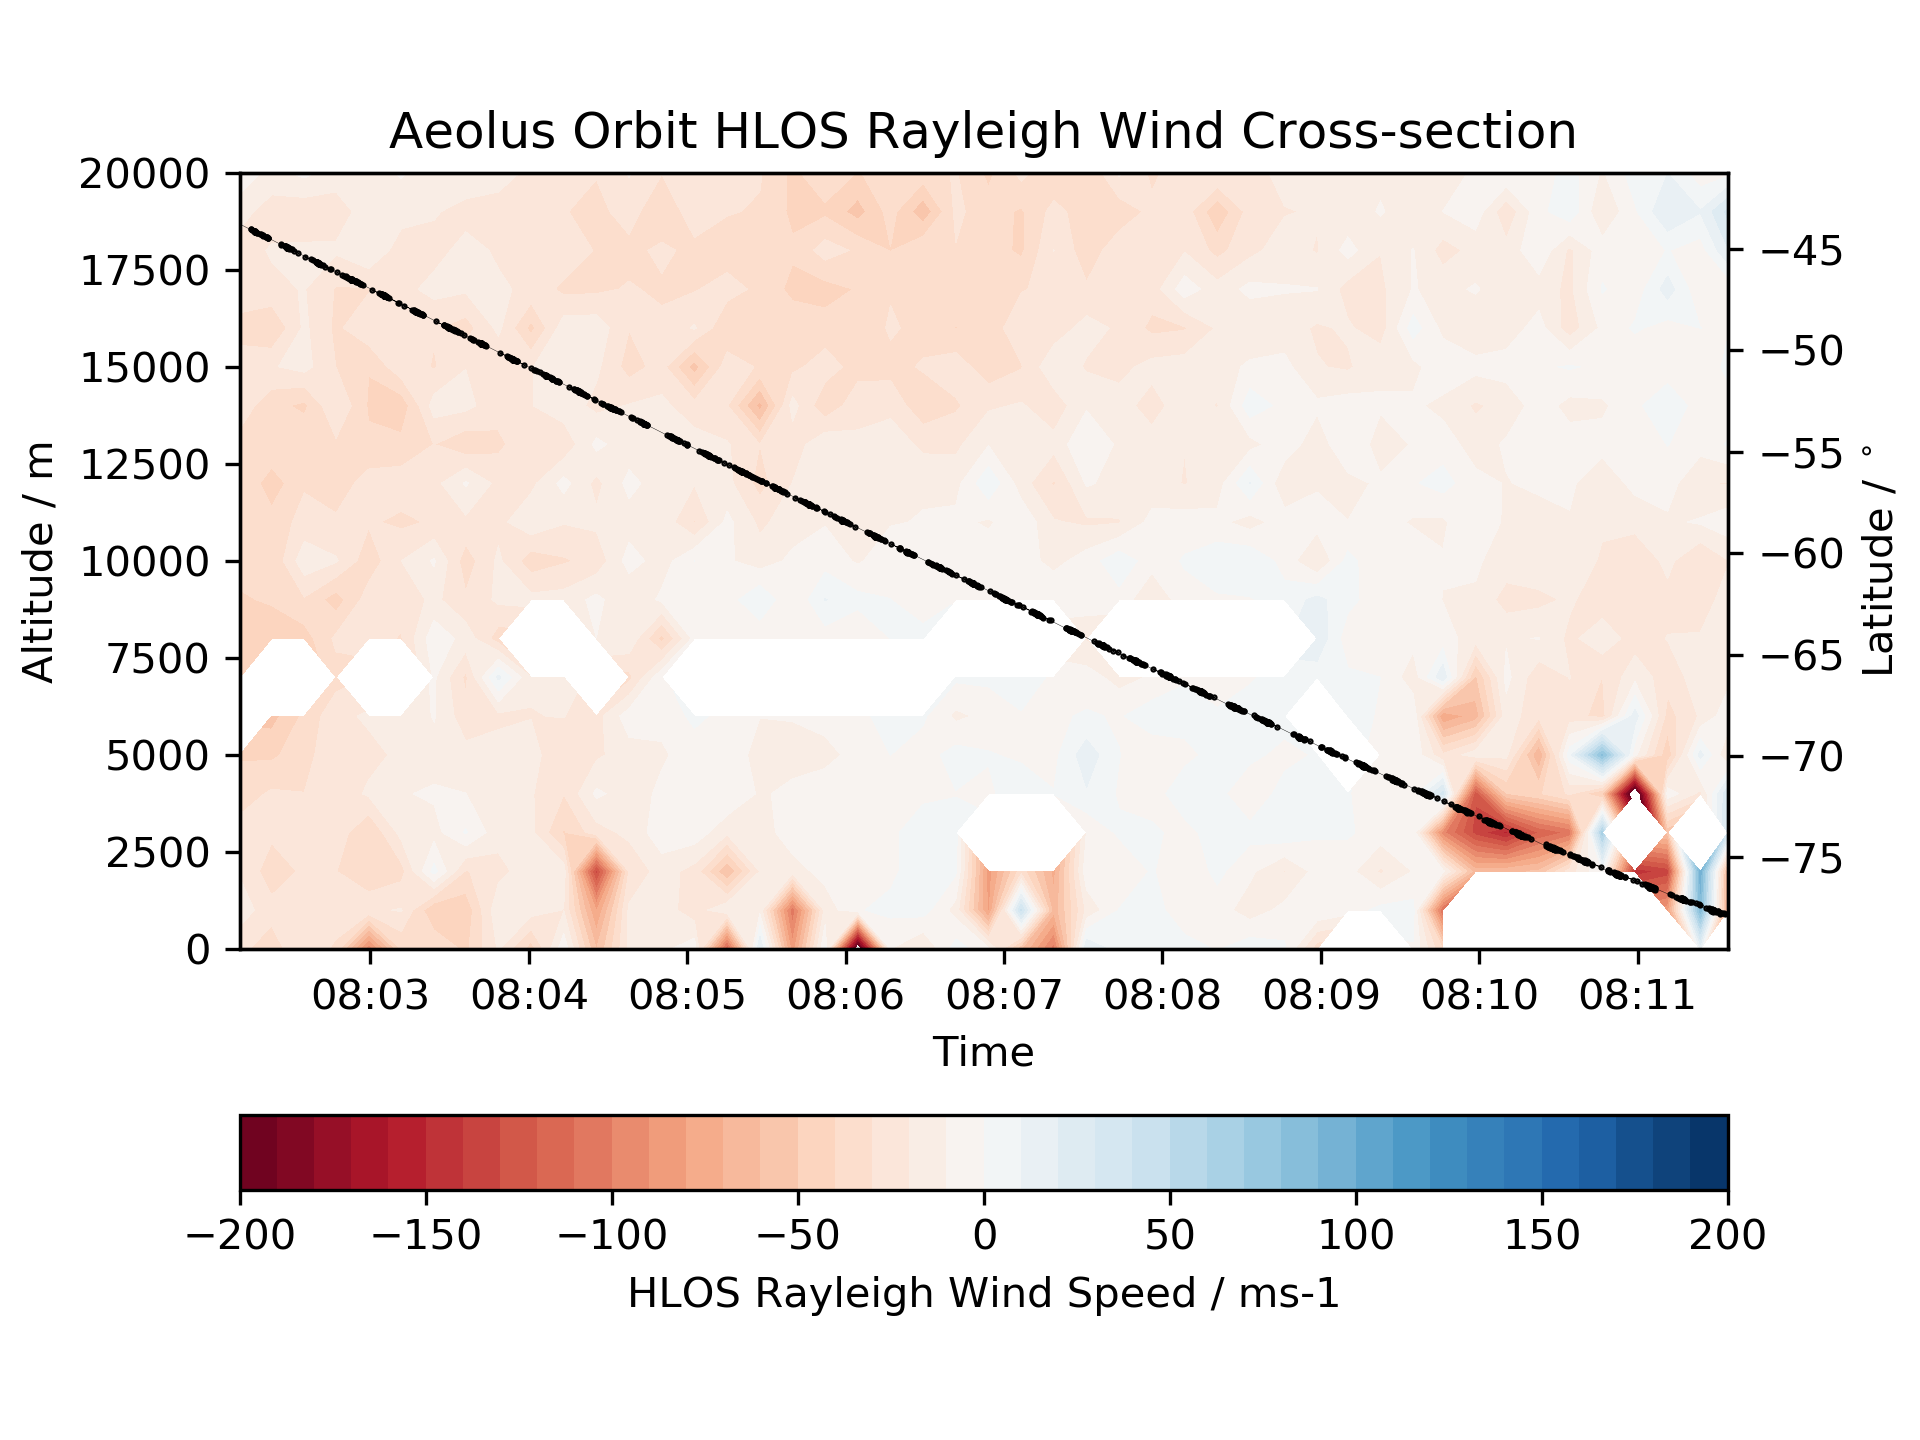 Aeolus Orbit HLOS Rayleigh Wind Cross-section
20000
17500
15000
12500
10000
7500
5000
2500
0
Altitude / m
−45
−50
−55
−60
−65
−70
−75
Latitude / °
08:03 08:04 08:05 08:06 08:07 08:08 08:09 08:10 08:11
Time
−200 −150 −100 −50 0 50 100 150 200
HLOS Rayleigh Wind Speed / ms-1